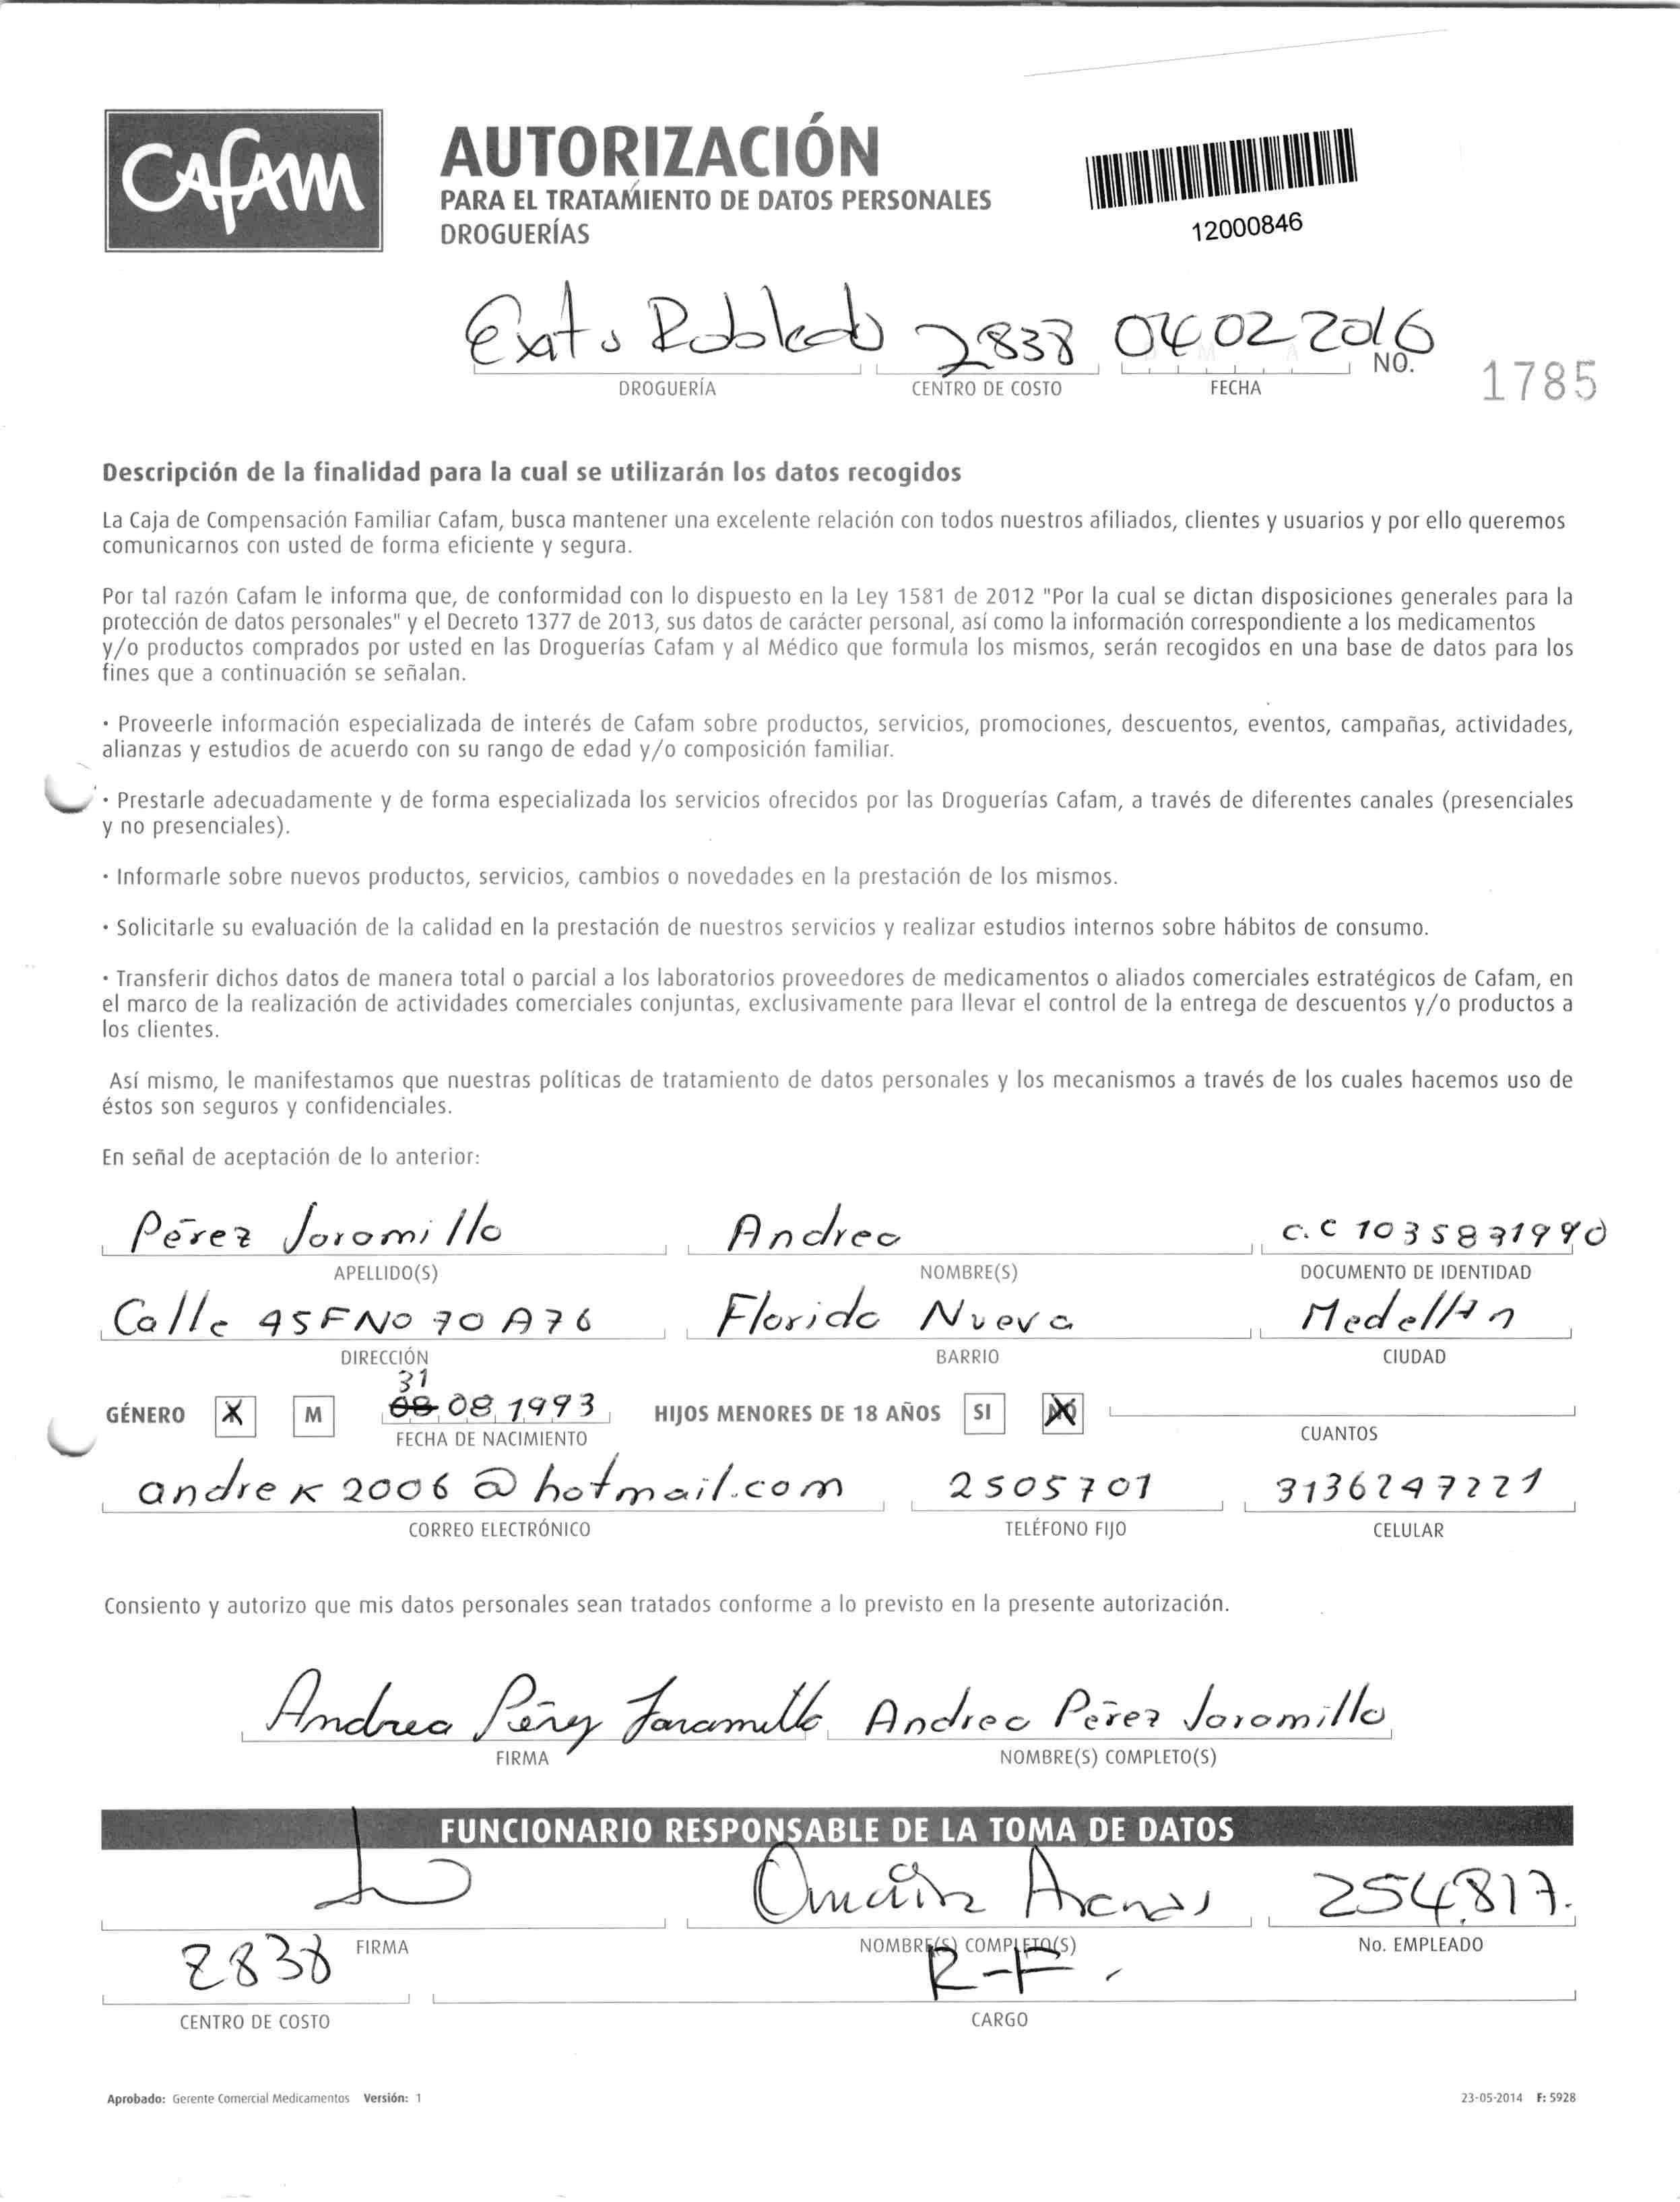 Cafam
AUTORIZACIÓN
PARA EL TRATAMIENTO DE DATOS PERSONALES
DROGUERÍAS
12000846
Exito Robledo 2838 04 02 2016
NO. 1785
DROGUERÍA CENTRO DE COSTO FECHA
Descripción de la finalidad para la cual se utilizarán los datos recogidos
La Caja de Compensación Familiar Cafam, busca mantener una excelente relación con todos nuestros afiliados, clientes y usuarios y por ello queremos
comunicarnos con usted de forma eficiente y segura.
Por tal razón Cafam le informa que, de conformidad con lo dispuesto en la Ley 1581 de 2012 "Por la cual se dictan disposiciones generales para la
protección de datos personales" y el Decreto 1377 de 2013, sus datos de carácter personal, así como la información correspondiente a los medicamentos
y/o productos comprados por usted en las Droguerías Cafam y al Médico que formula los mismos, serán recogidos en una base de datos para los
fines que a continuación se señalan.
· Proveerle información especializada de interés de Cafam sobre productos, servicios, promociones, descuentos, eventos, campañas, actividades,
alianzas y estudios de acuerdo con su rango de edad y/o composición familiar.
· Prestarle adecuadamente y de forma especializada los servicios ofrecidos por las Droguerías Cafam, a través de diferentes canales (presenciales
y no presenciales).
· Informarle sobre nuevos productos, servicios, cambios o novedades en la prestación de los mismos.
· Solicitarle su evaluación de la calidad en la prestación de nuestros servicios y realizar estudios internos sobre hábitos de consumo.
· Transferir dichos datos de manera total o parcial a los laboratorios proveedores de medicamentos o aliados comerciales estratégicos de Cafam, en
el marco de la realización de actividades comerciales conjuntas, exclusivamente para llevar el control de la entrega de descuentos y/o productos a
los clientes.
Así mismo, le manifestamos que nuestras políticas de tratamiento de datos personales y los mecanismos a través de los cuales hacemos uso de
éstos son seguros y confidenciales.
En señal de aceptación de lo anterior:
Pérez Jaramillo Andrea c.c
APELLIDO(S) NOMBRE(S) DOCUMENTO DE IDENTIDAD
Calle 45F No 70 A 76 Florida Nueva Medellín
DIRECCIÓN BARRIO CIUDAD
31
GÉNERO X M 08 08 1993 HIJOS MENORES DE 18 AÑOS SI NO
FECHA DE NACIMIENTO CUANTOS
andrek2006@hotmail.com 2505701 3136247221
CORREO ELECTRÓNICO TELÉFONO FIJO CELULAR
Consiento y autorizo que mis datos personales sean tratados conforme a lo previsto en la presente autorización.
Andrea Pérez Jaramillo Andrea Pérez Jaramillo
FIRMA NOMBRE(S) COMPLETO(S)
FUNCIONARIO RESPONSABLE DE LA TOMA DE DATOS
Arenas 254817.
FIRMA NOMBRE(S) COMPLETO(S) No. EMPLEADO
2838 R-F.
CENTRO DE COSTO CARGO
Aprobado: Gerente Comercial Medicamentos Versión: 1 23-05-2014 F: 5928